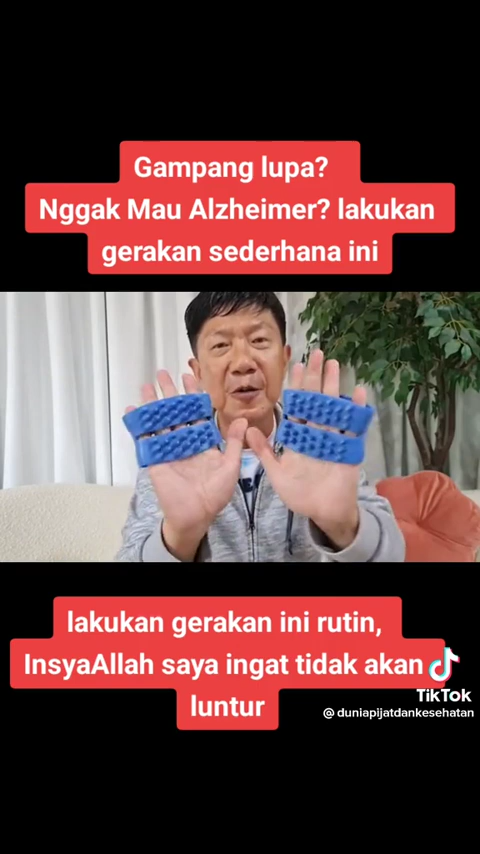 Gampang lupa?
Nggak Mau Alzheimer? lakukan
gerakan sederhana ini
lakukan gerakan ini rutin,
InsyaAllah saya ingat tidak akan
luntur
TikTok
@ duniapijatdankesehatan